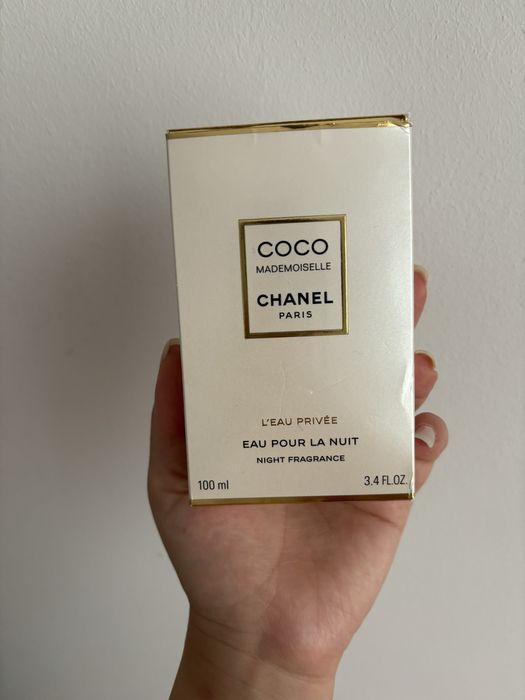 COCO
MADEMOISELLE
CHANEL
PARIS
L'EAU PRIVÉE
EAU POUR LA NUIT
NIGHT FRAGRANCE
100 ml 3.4 FL.OZ.